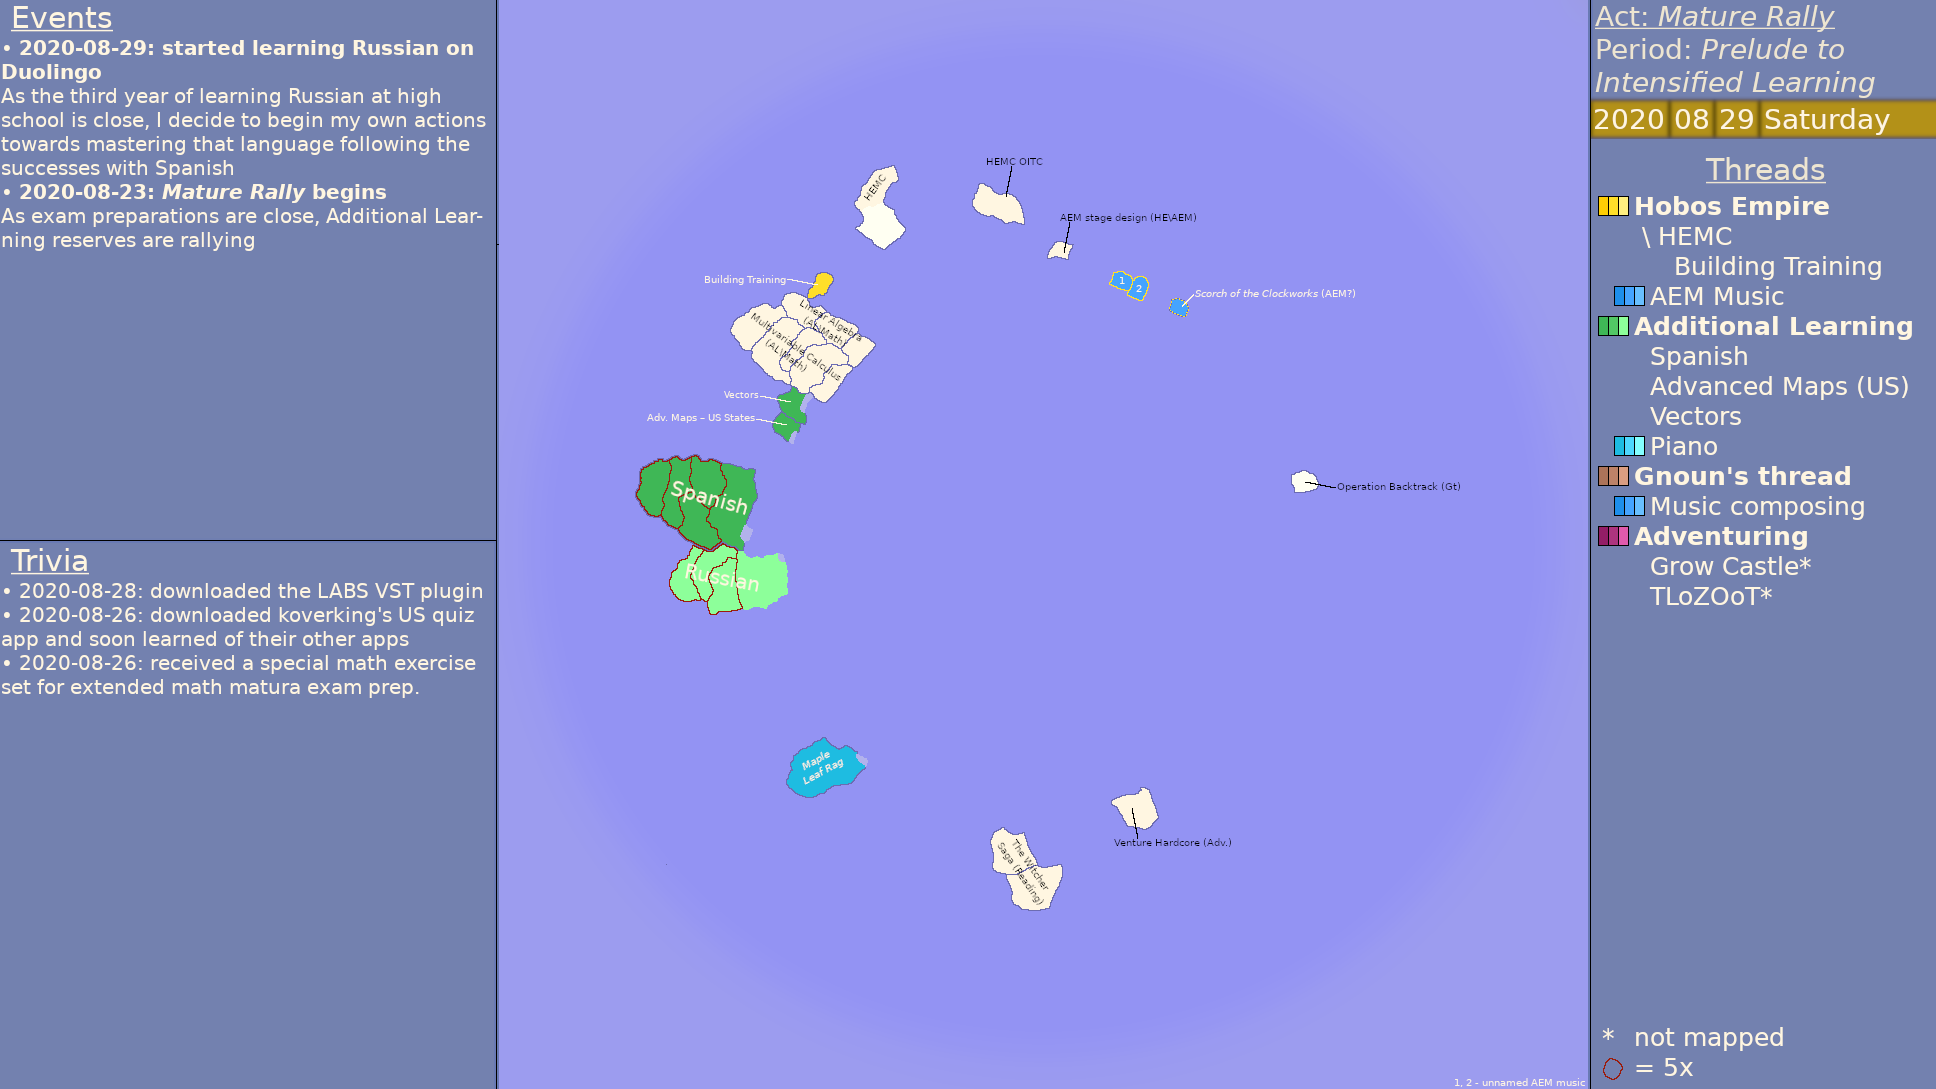 Events
• 2020-08-29: started learning Russian on
Duolingo
As the third year of learning Russian at high
school is close, I decide to begin my own actions
towards mastering that language following the
successes with Spanish
• 2020-08-23: Mature Rally begins
As exam preparations are close, Additional Lear-
ning reserves are rallying
Trivia
• 2020-08-28: downloaded the LABS VST plugin
• 2020-08-26: downloaded koverking's US quiz
app and soon learned of their other apps
• 2020-08-26: received a special math exercise
set for extended math matura exam prep.
HEMC
HEMC OITC
AEM stage design (HE\AEM)
Building Training
1
2
Scorch of the Clockworks (AEM?)
Linear Algebra
(AL\Math)
Multivariable Calculus
(AL\Math)
Vectors
Adv. Maps – US States
Spanish
Operation Backtrack (Gt)
Russian
Maple
Leaf Rag
Venture Hardcore (Adv.)
The Witcher
Saga (Reading)
1, 2 - unnamed AEM music
Act: Mature Rally
Period: Prelude to
Intensified Learning
2020 08 29 Saturday
Threads
Hobos Empire
\ HEMC
Building Training
AEM Music
Additional Learning
Spanish
Advanced Maps (US)
Vectors
Piano
Gnoun's thread
Music composing
Adventuring
Grow Castle*
TLoZOoT*
* not mapped
= 5x